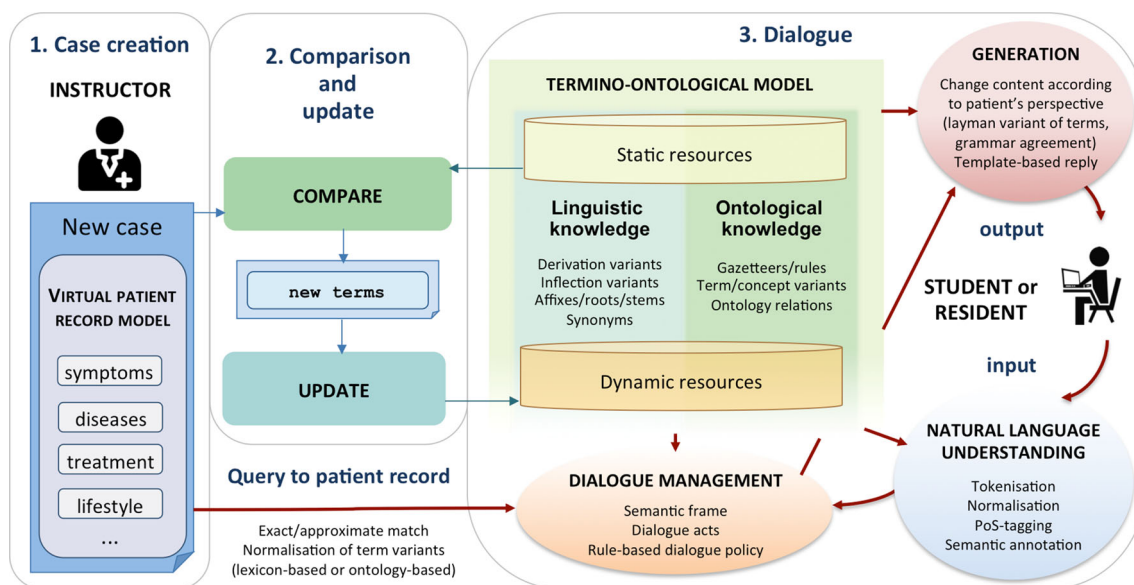 1. Case creation
INSTRUCTOR
New case
VIRTUAL PATIENT
RECORD MODEL
symptoms
diseases
treatment
lifestyle
...
2. Comparison
and
update
COMPARE
new terms
UPDATE
Query to patient record
Exact/approximate match
Normalisation of term variants
(lexicon-based or ontology-based)
3. Dialogue
TERMINO-ONTOLOGICAL MODEL
Static resources
Linguistic
knowledge
Derivation variants
Inflection variants
Affixes/roots/stems
Synonyms
Ontological
knowledge
Gazetteers/rules
Term/concept variants
Ontology relations
Dynamic resources
DIALOGUE MANAGEMENT
Semantic frame
Dialogue acts
Rule-based dialogue policy
GENERATION
Change content according
to patient's perspective
(layman variant of terms,
grammar agreement)
Template-based reply
output
STUDENT or
RESIDENT
input
NATURAL LANGUAGE
UNDERSTANDING
Tokenisation
Normalisation
PoS-tagging
Semantic annotation